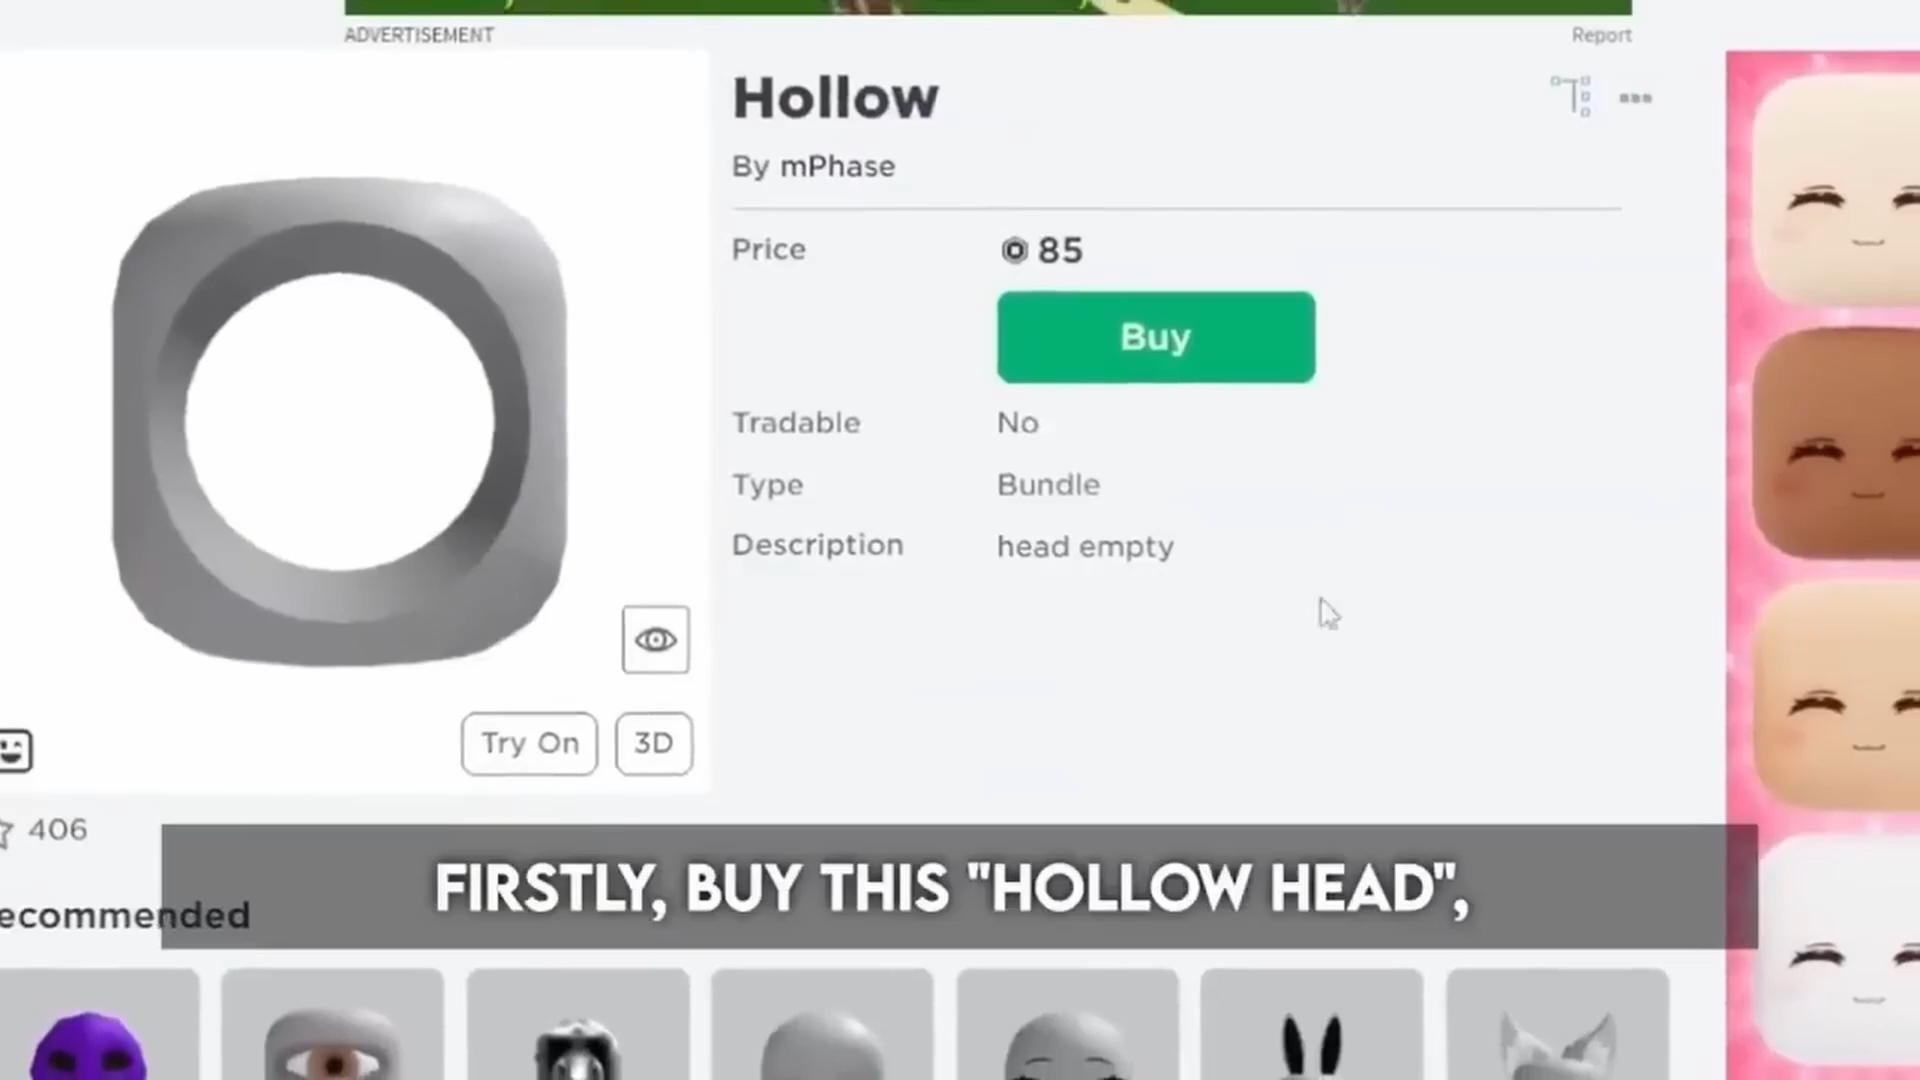 ADVERTISEMENT
Report
Hollow
By mPhase
Price
85
Buy
Tradable
No
Type
Bundle
Description
head empty
Try On
3D
406
ecommended
FIRSTLY, BUY THIS "HOLLOW HEAD",